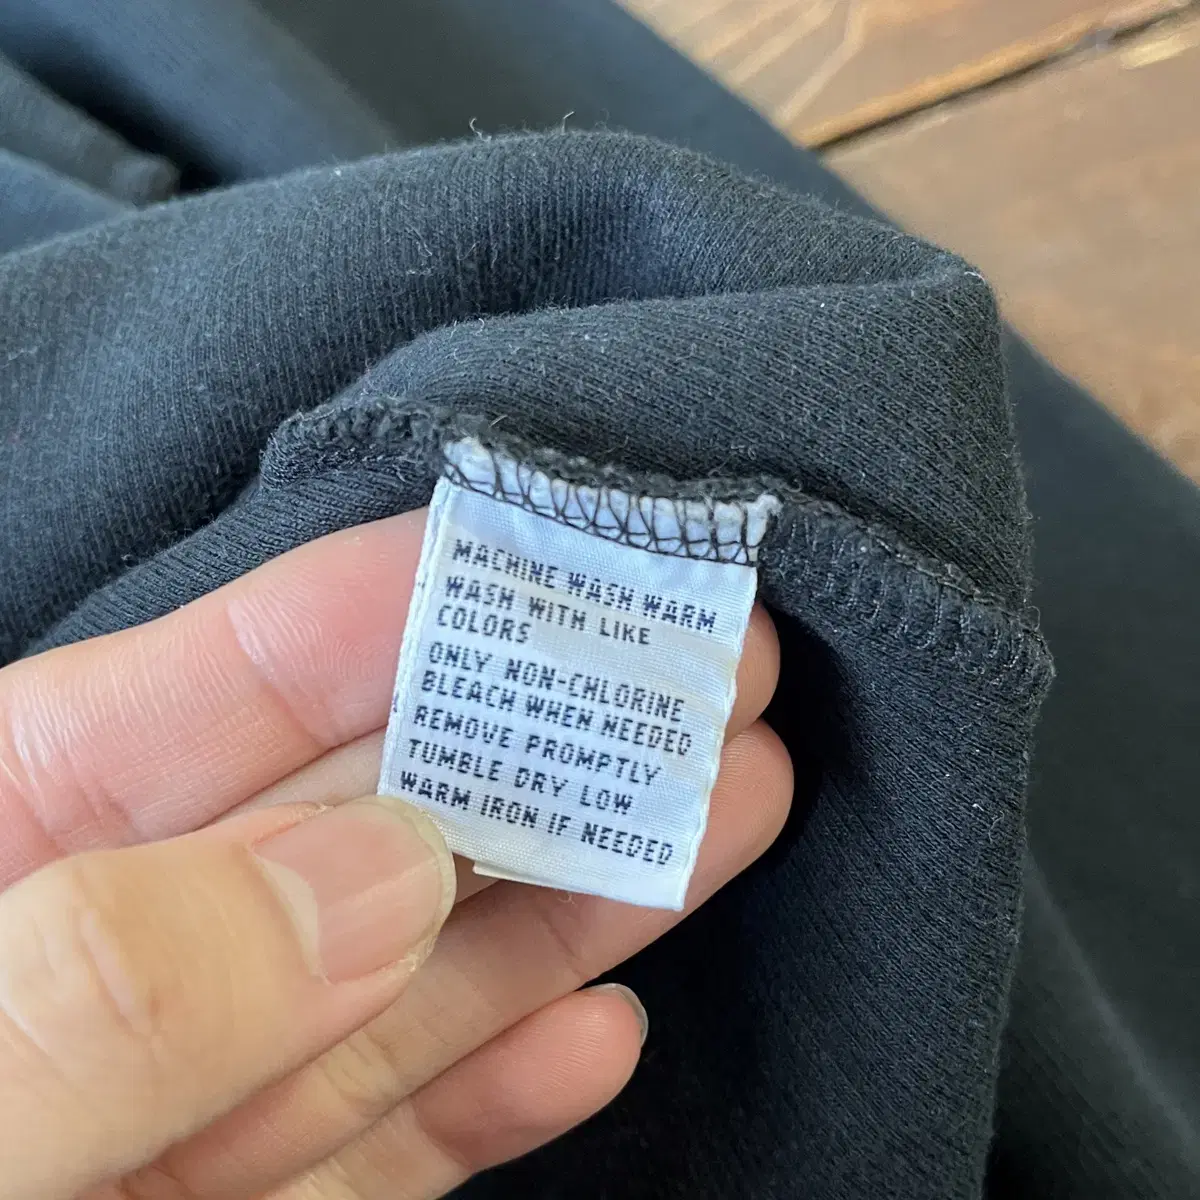 MACHINE WASH WARM
WASH WITH LIKE
COLORS
ONLY NON-CHLORINE
BLEACH WHEN NEEDED
REMOVE PROMPTLY
TUMBLE DRY LOW
WARM IRON IF NEEDED